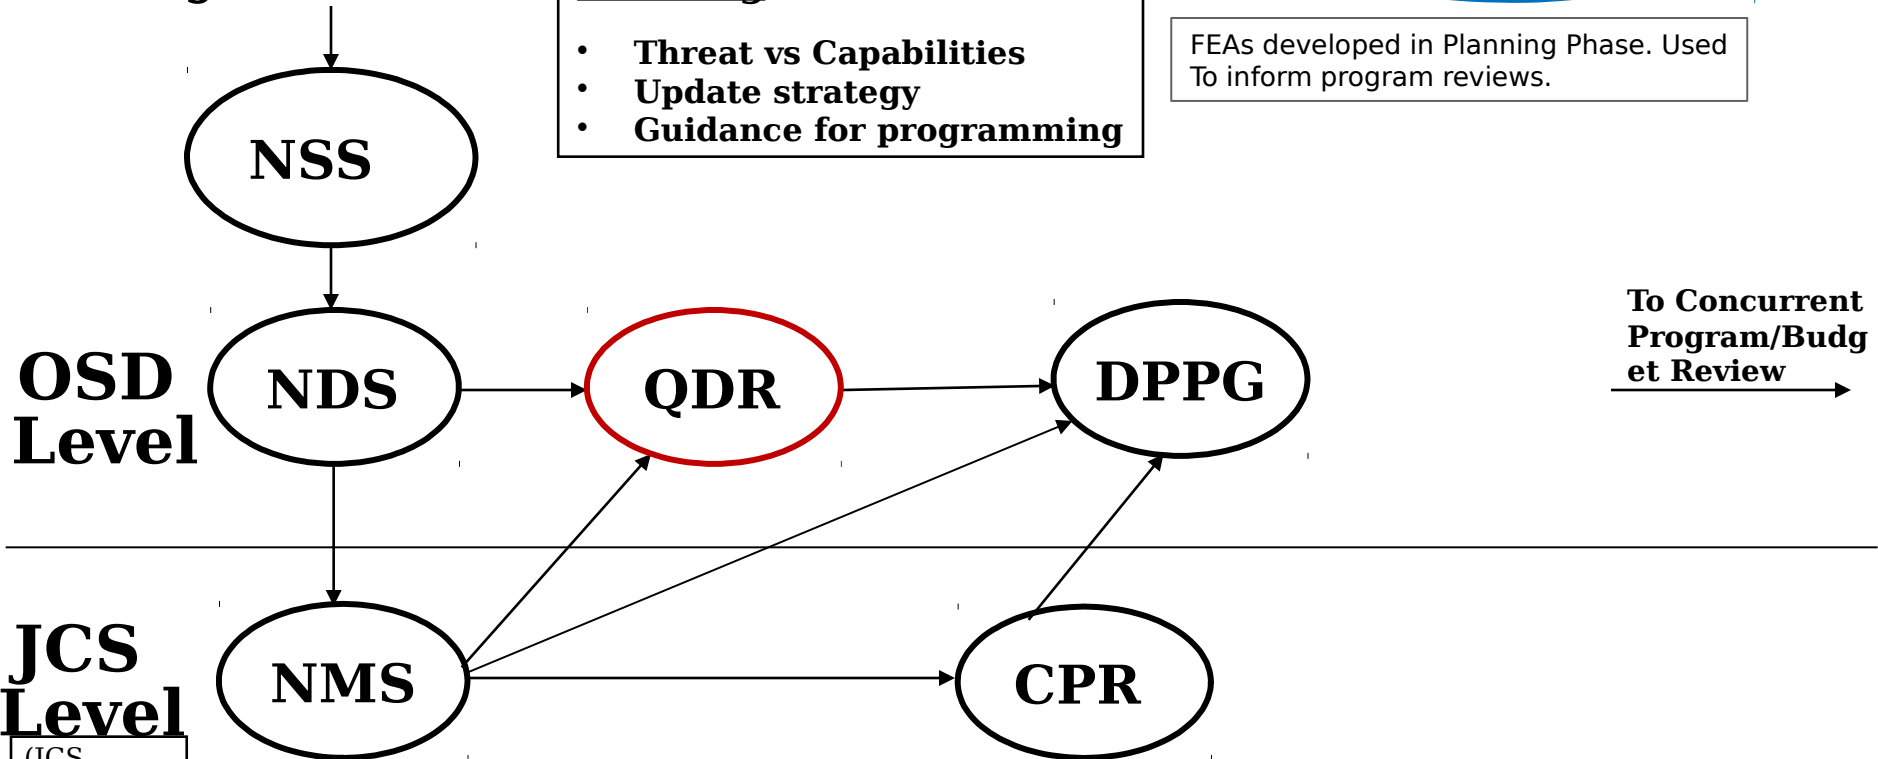 • Threat vs Capabilities
• Update strategy
• Guidance for programming
FEAs developed in Planning Phase. Used
To inform program reviews.
NSS
To Concurrent
Program/Budg
et Review
OSD
Level
NDS
QDR
DPPG
JCS
Level
NMS
CPR
(JCS